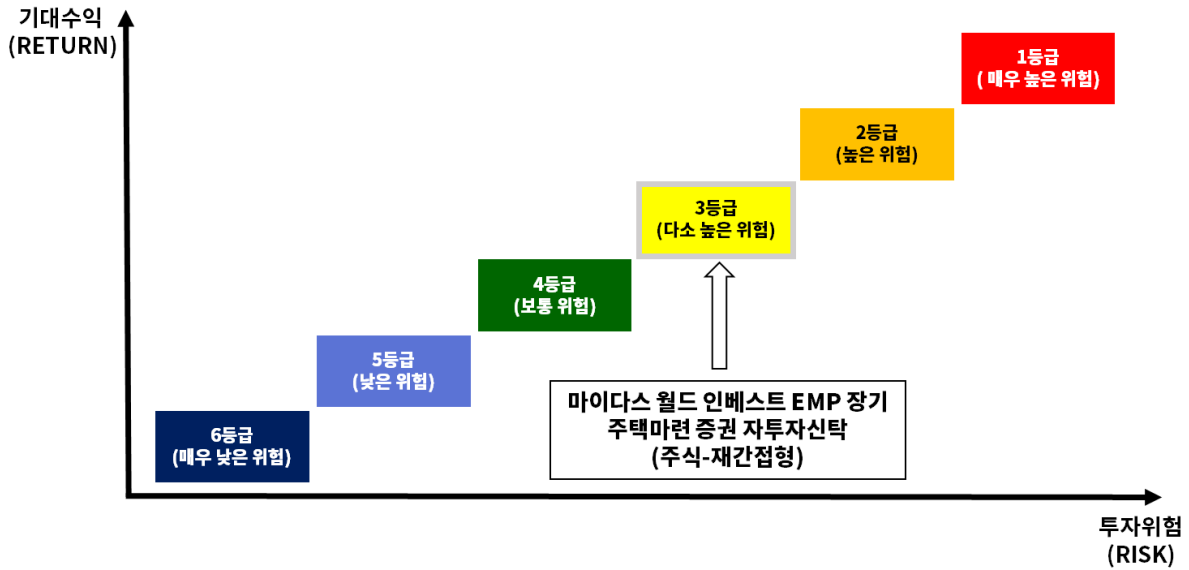 기대수익
(RETURN)
1등급
( 매우 높은 위험)
2등급
(높은 위험)
3등급
(다소 높은 위험)
4등급
(보통 위험)
5등급
(낮은 위험)
6등급
(매우 낮은 위험)
마이다스 월드 인베스트 EMP 장기
주택마련 증권 자투자신탁
(주식-재간접형)
투자위험
(RISK)